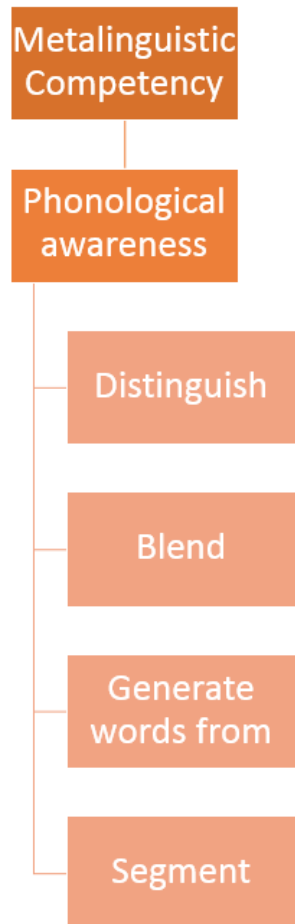 Metalinguistic
Competency
Phonological
awareness
Distinguish
Blend
Generate
words from
Segment